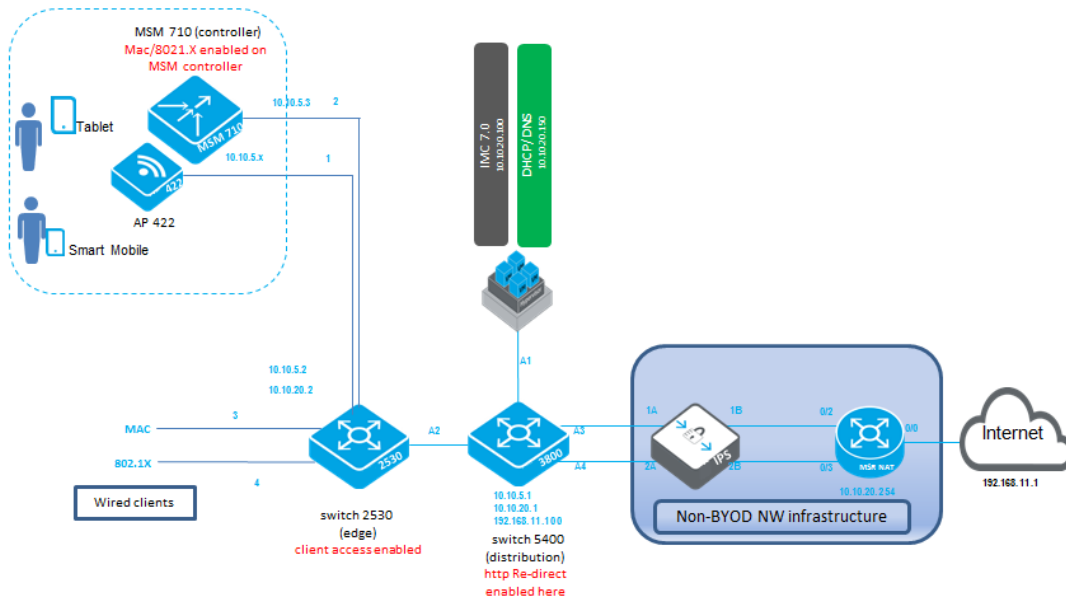 MSM 710 (controller)
Mac/8021.X enabled on
MSM controller
Tablet
MSM 710
10.10.5.3
2
10.10.5.x
1
422
AP 422
Smart Mobile
IMC 7.0
10.10.20.100
DHCP/DNS
10.10.20.150
A1
10.10.5.2
10.10.20.2
MAC
3
802.1X
4
Wired clients
2530
switch 2530
(edge)
client access enabled
A2
3800
A3
A4
10.10.5.1
10.10.20.1
192.168.11.100
switch 5400
(distribution)
http Re-direct
enabled here
1A
1B
2A
2B
IPS
0/2
0/3
0/0
MSR NAT
10.10.20.254
Non-BYOD NW infrastructure
Internet
192.168.11.1